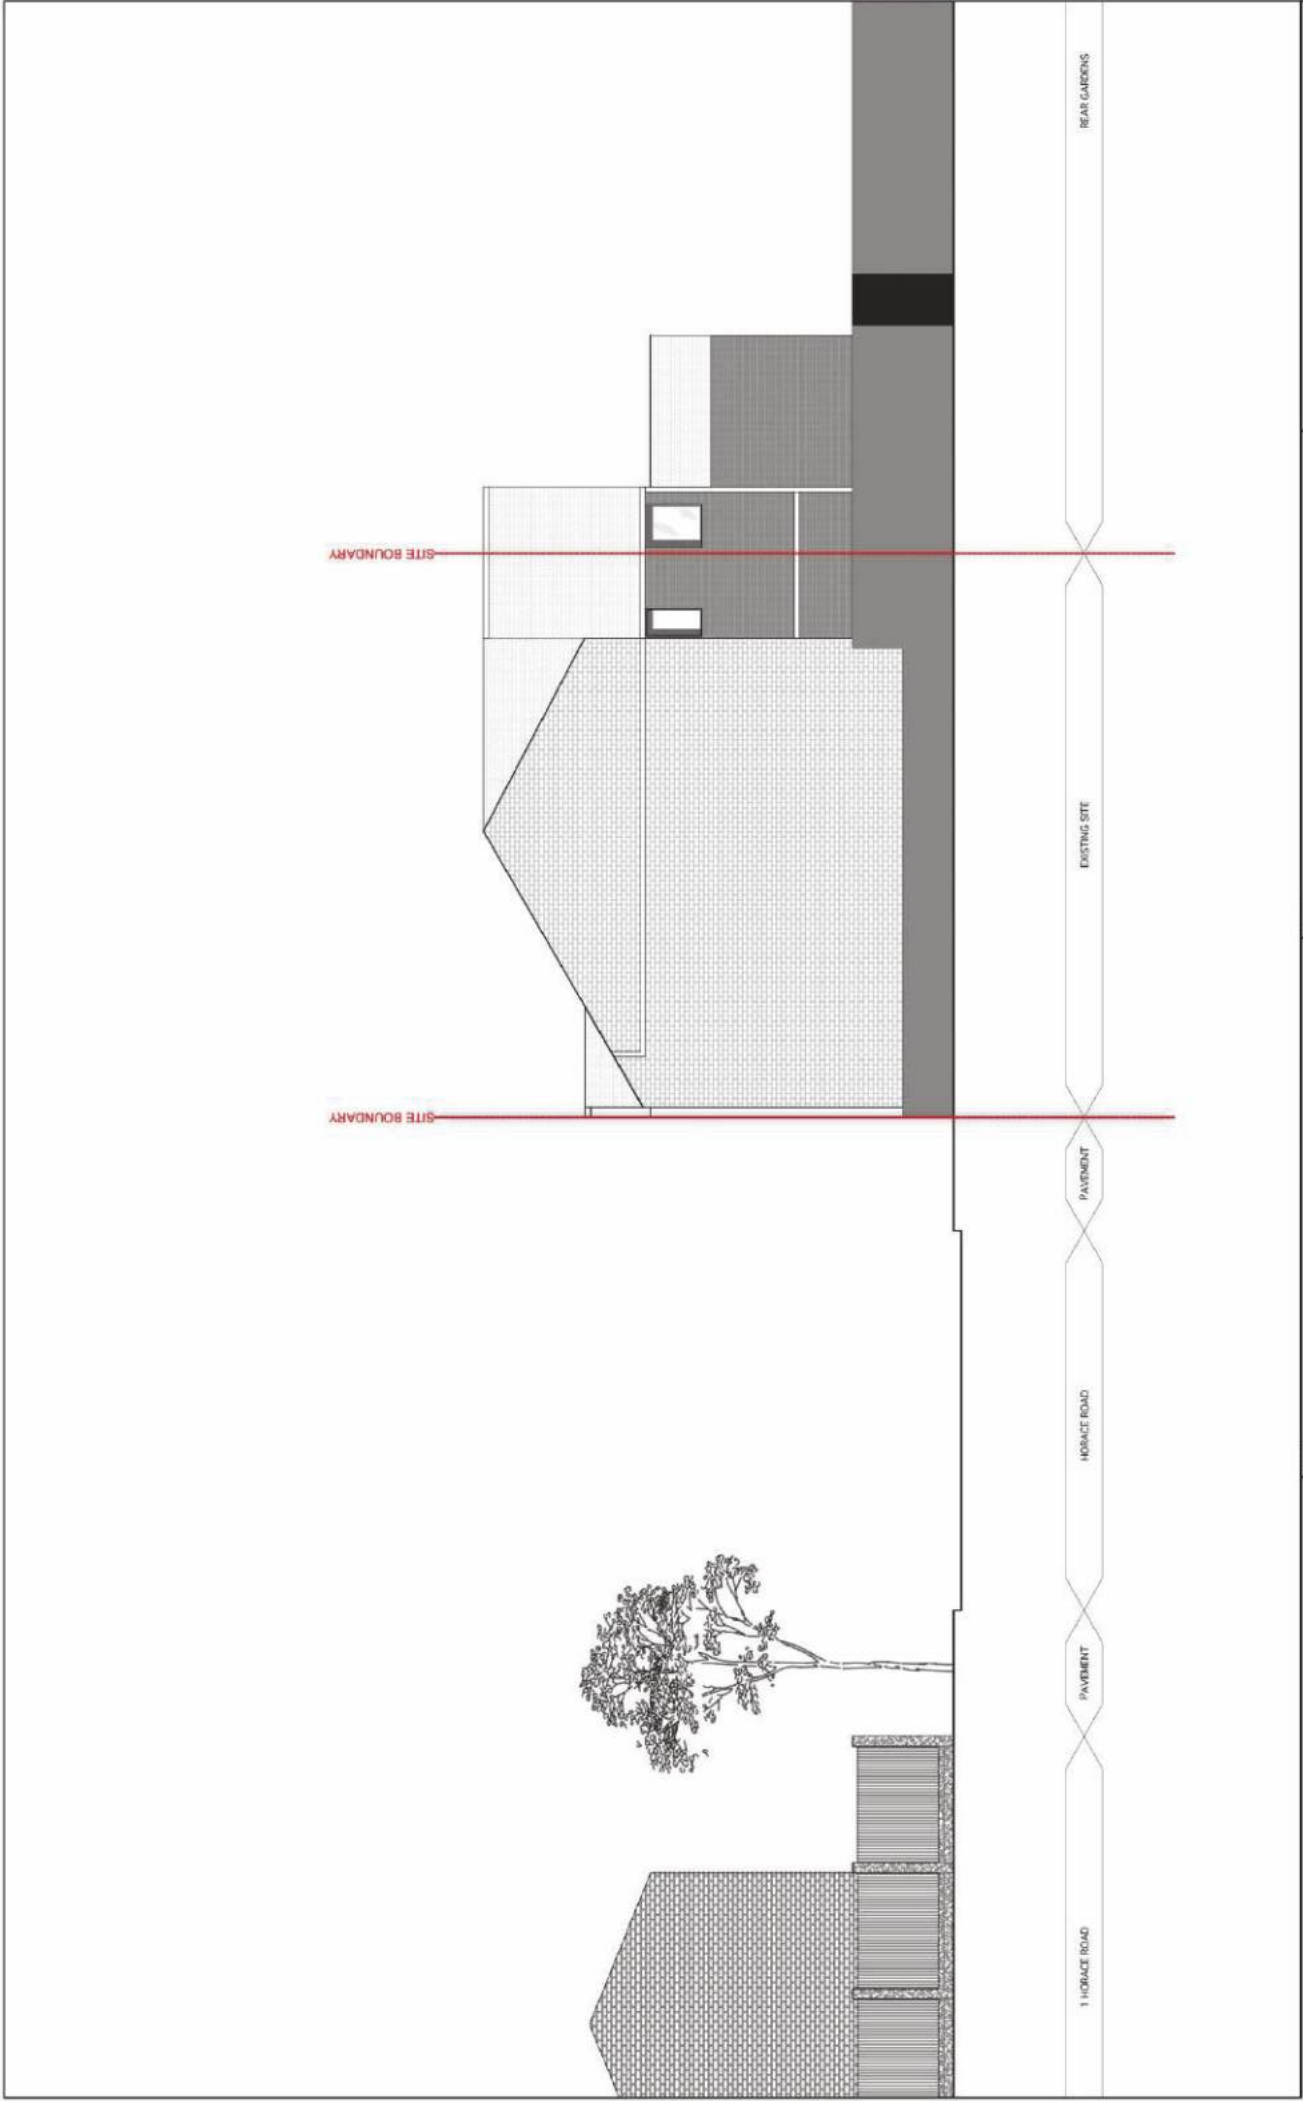 SITE BOUNDARY
SITE BOUNDARY
1 HORACE ROAD
PAVEMENT
HORACE ROAD
PAVEMENT
EXISTING SITE
REAR GARDENS